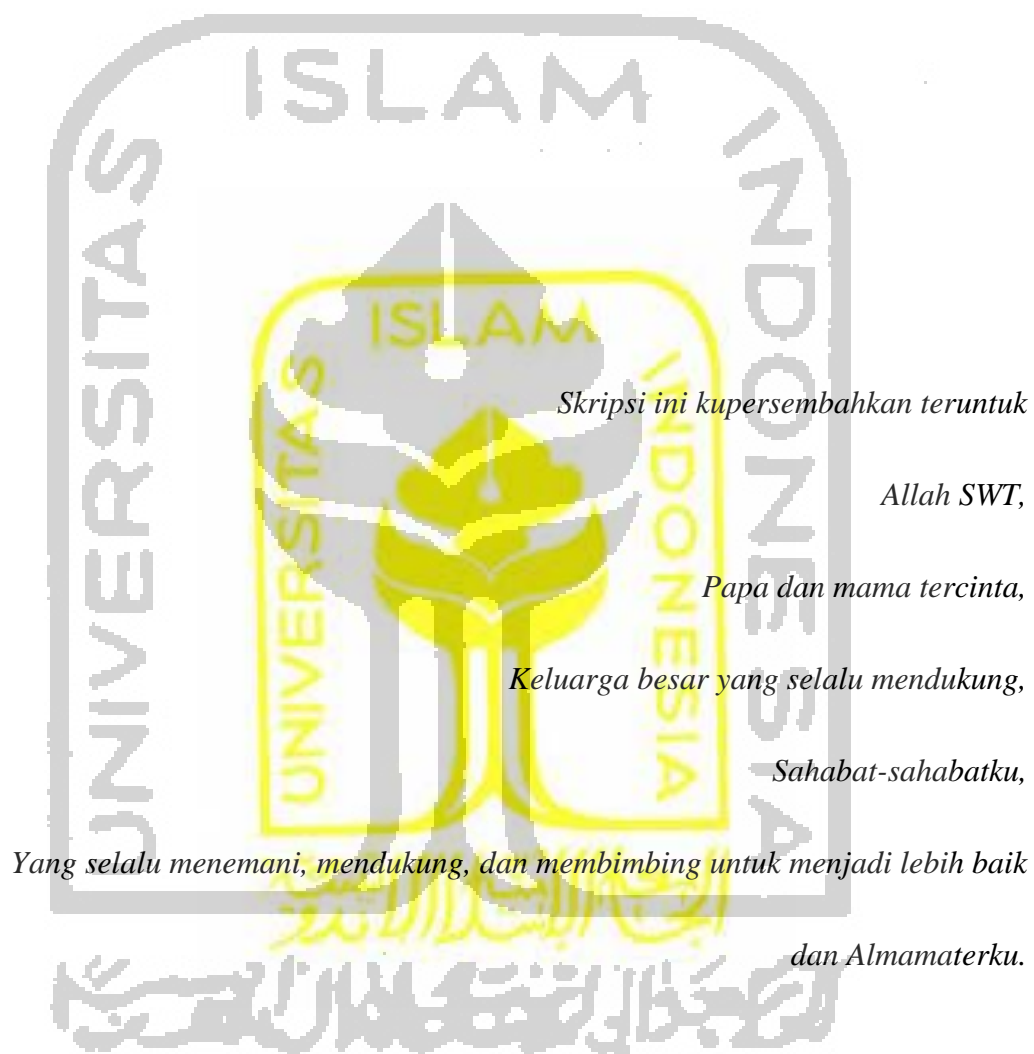 ISLAM
UNIVERSITAS
INDONESIA
ISLAM
UNIVERSITAS
INDONESIA
Skripsi ini kupersembahkan teruntuk
Allah SWT,
Papa dan mama tercinta,
Keluarga besar yang selalu mendukung,
Sahabat-sahabatku,
Yang selalu menemani, mendukung, dan membimbing untuk menjadi lebih baik
dan Almamaterku.